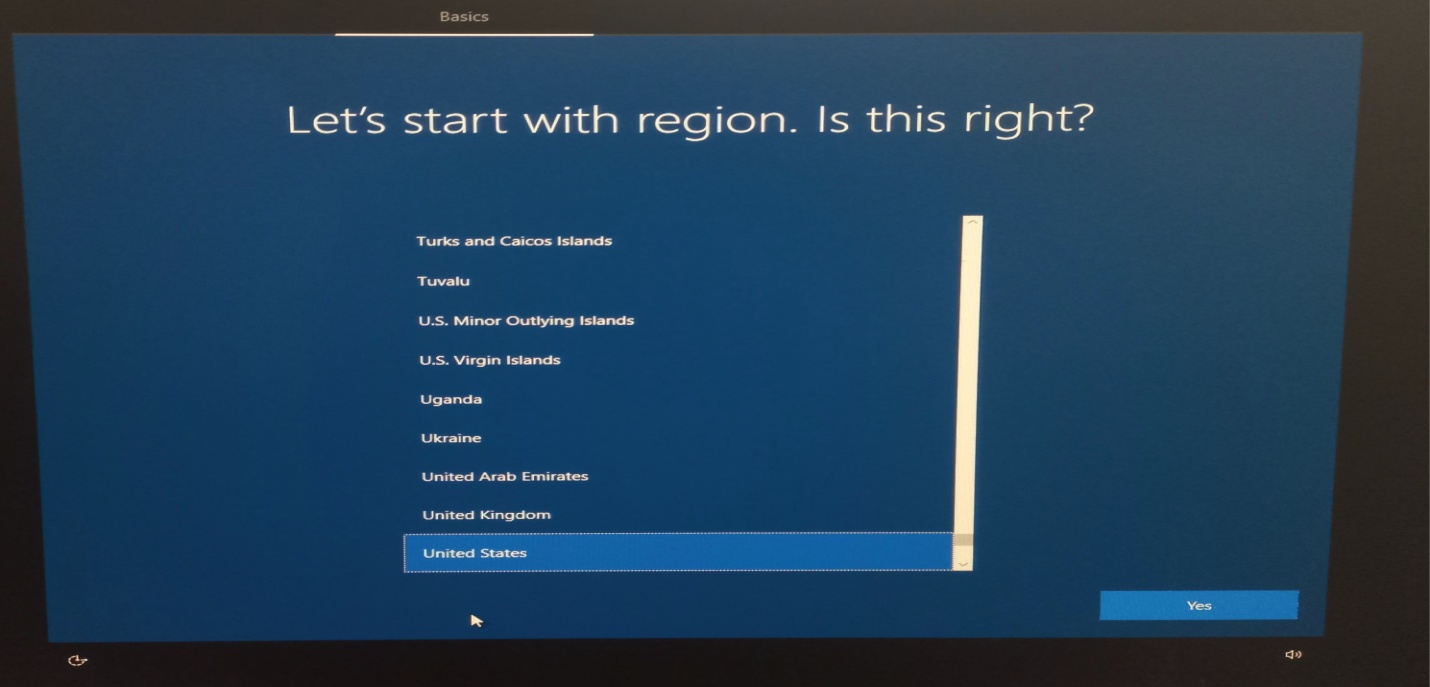 Basics
Let's start with region. Is this right?
Turks and Caicos Islands
Tuvalu
U.S. Minor Outlying Islands
U.S. Virgin Islands
Uganda
Ukraine
United Arab Emirates
United Kingdom
United States
Yes